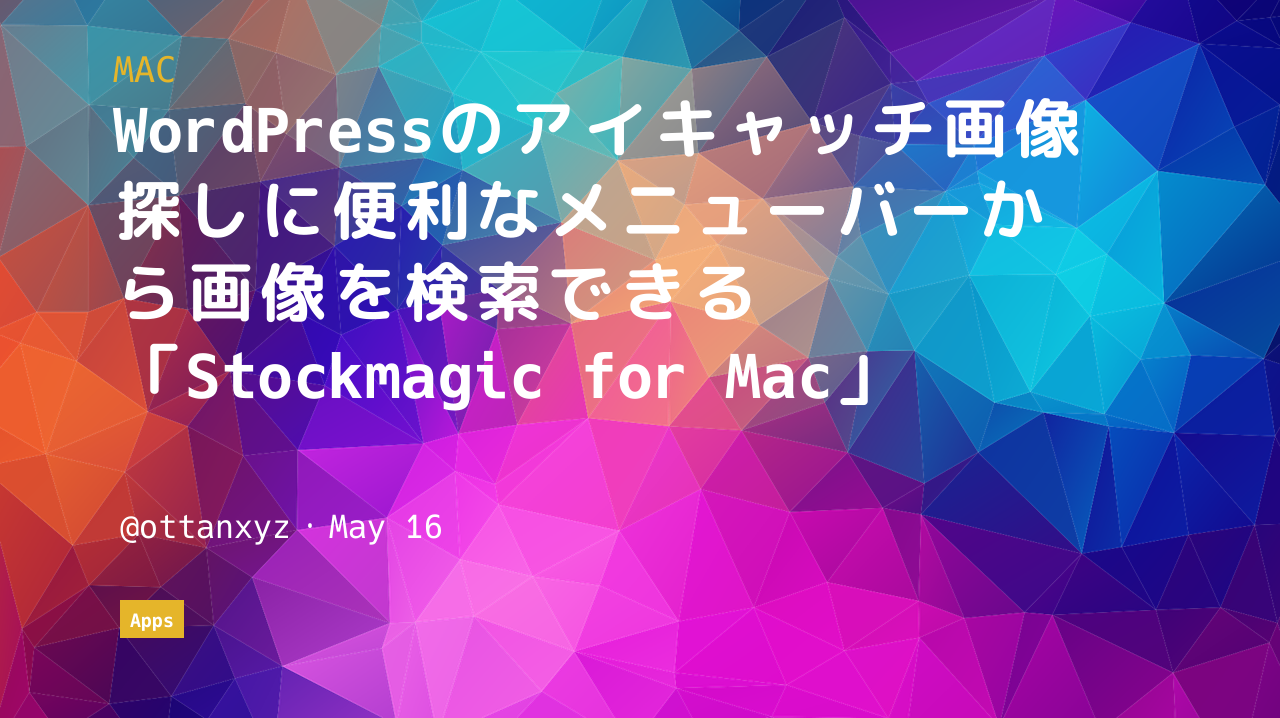 MAC
WordPressのアイキャッチ画像
探しに便利なメニューバーか
ら画像を検索できる
「Stockmagic for Mac」
@ottanxyz · May 16
Apps